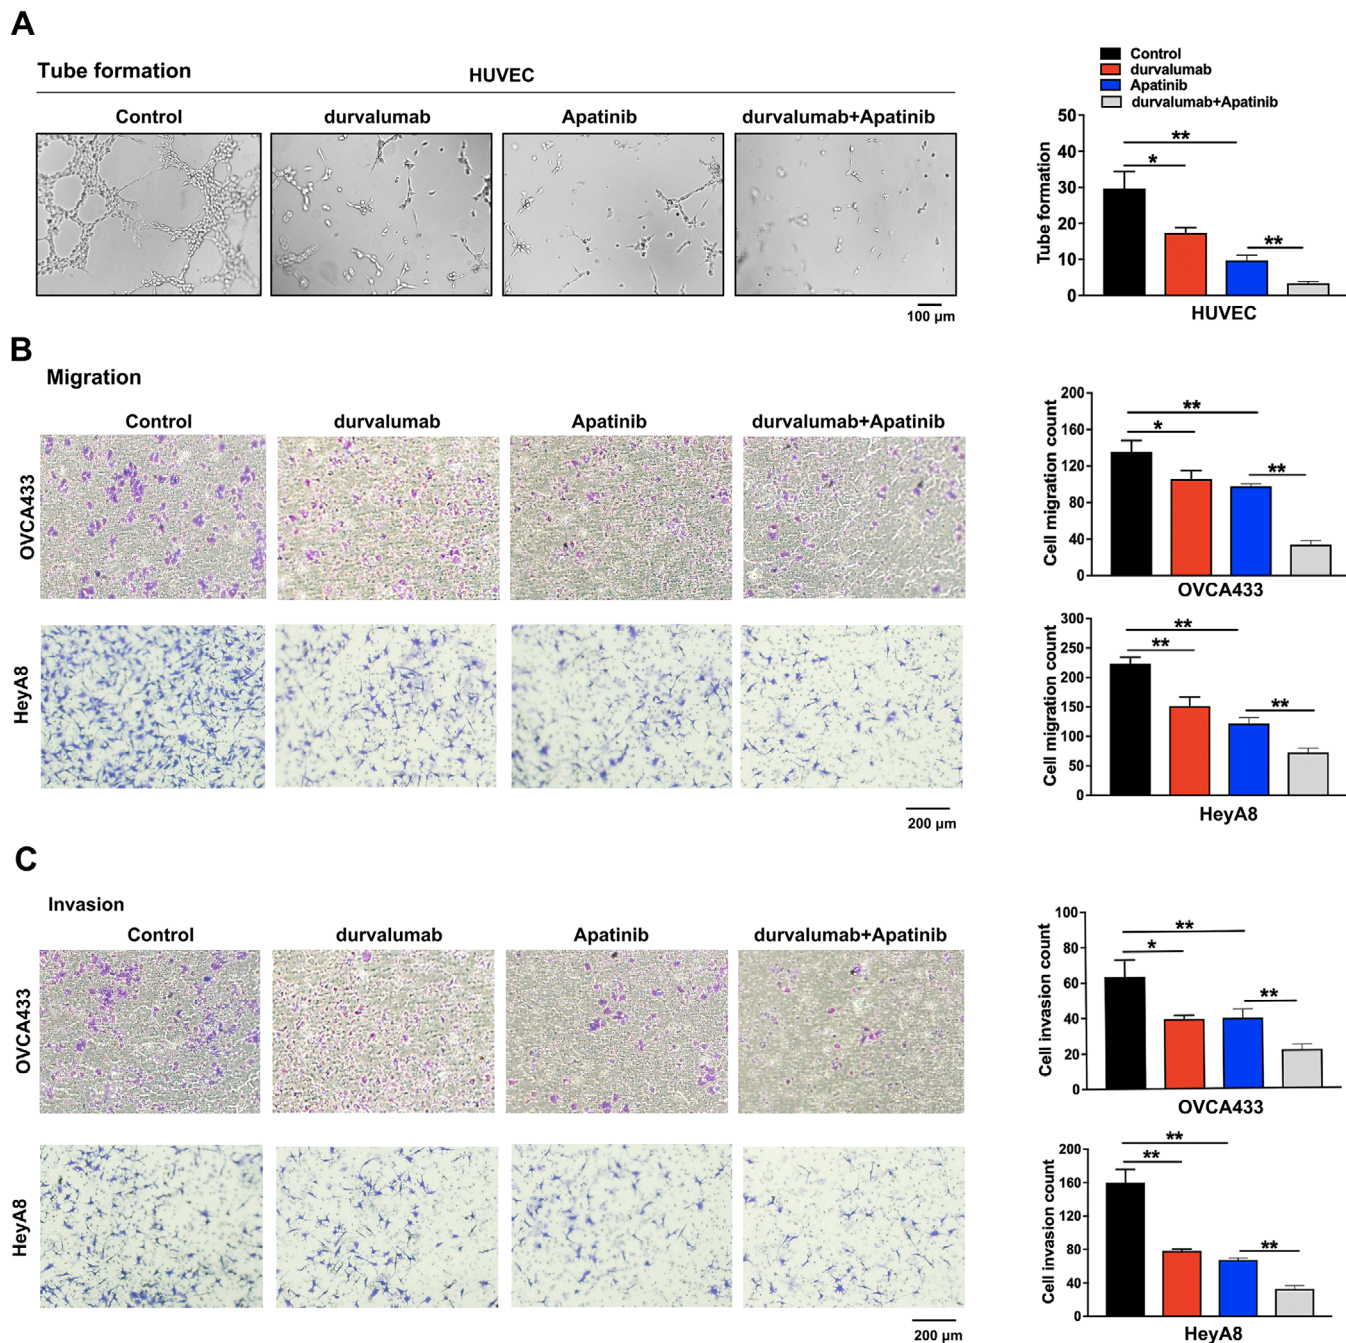 A
Tube formation
HUVEC
Control
durvalumab
Apatinib
durvalumab+Apatinib
100 µm
Control
durvalumab
Apatinib
durvalumab+Apatinib
Tube formation
50
40
30
20
10
0
**
*
**
HUVEC
B
Migration
Control
durvalumab
Apatinib
durvalumab+Apatinib
OVCA433
HeyA8
200 µm
Cell migration count
200
160
120
80
40
0
**
*
**
OVCA433
Cell migration count
300
250
200
150
100
50
0
**
**
**
HeyA8
C
Invasion
Control
durvalumab
Apatinib
durvalumab+Apatinib
OVCA433
HeyA8
200 µm
Cell invasion count
100
80
60
40
20
0
**
*
**
OVCA433
Cell invasion count
200
160
120
80
40
0
**
**
**
HeyA8